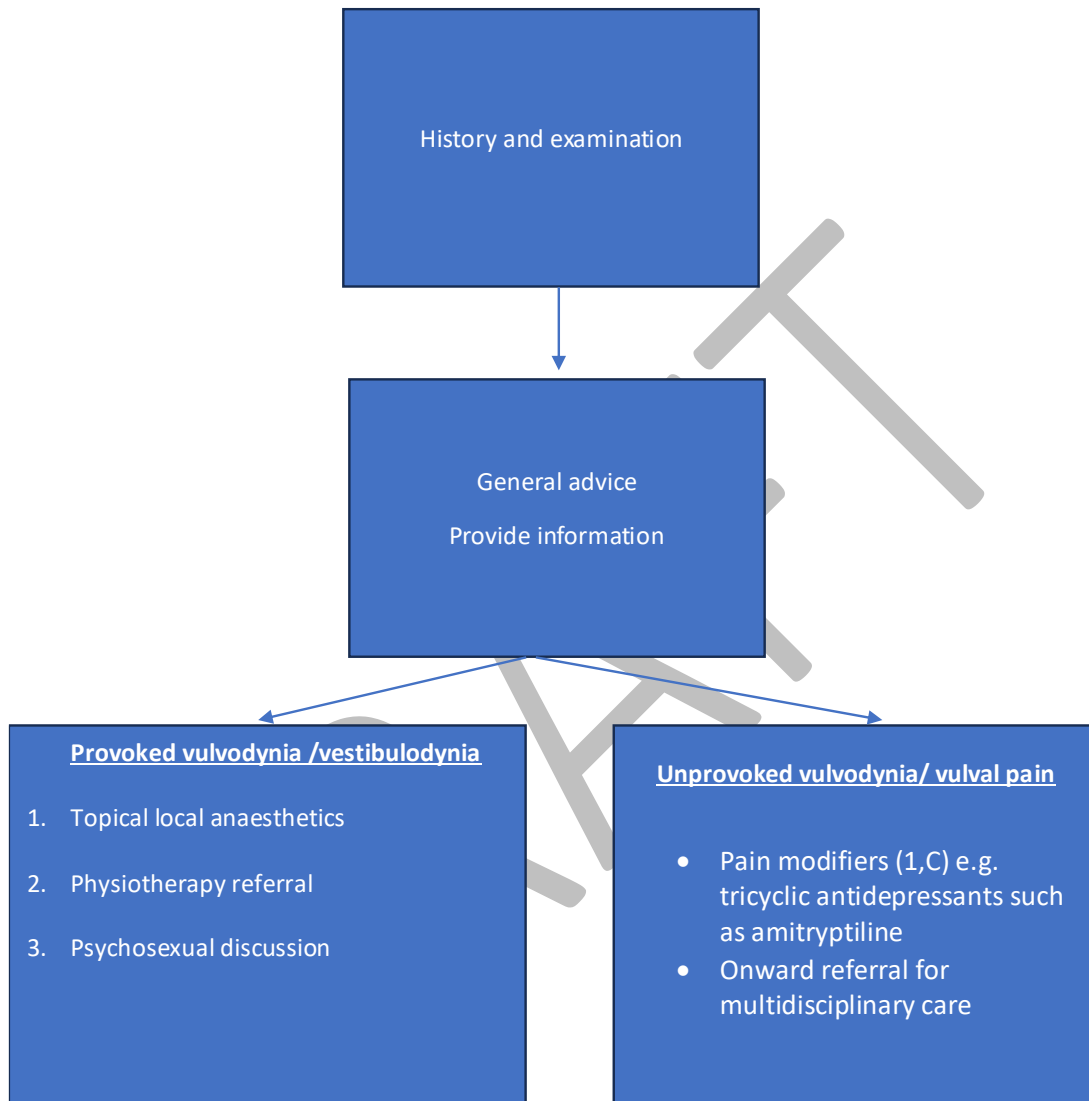 History and examination
General advice
Provide information
Provoked vulvodynia /vestibulodynia
1. Topical local anaesthetics
2. Physiotherapy referral
3. Psychosexual discussion
Unprovoked vulvodynia/ vulval pain
• Pain modifiers (1,C) e.g.
tricyclic antidepressants such
as amitryptiline
• Onward referral for
multidisciplinary care